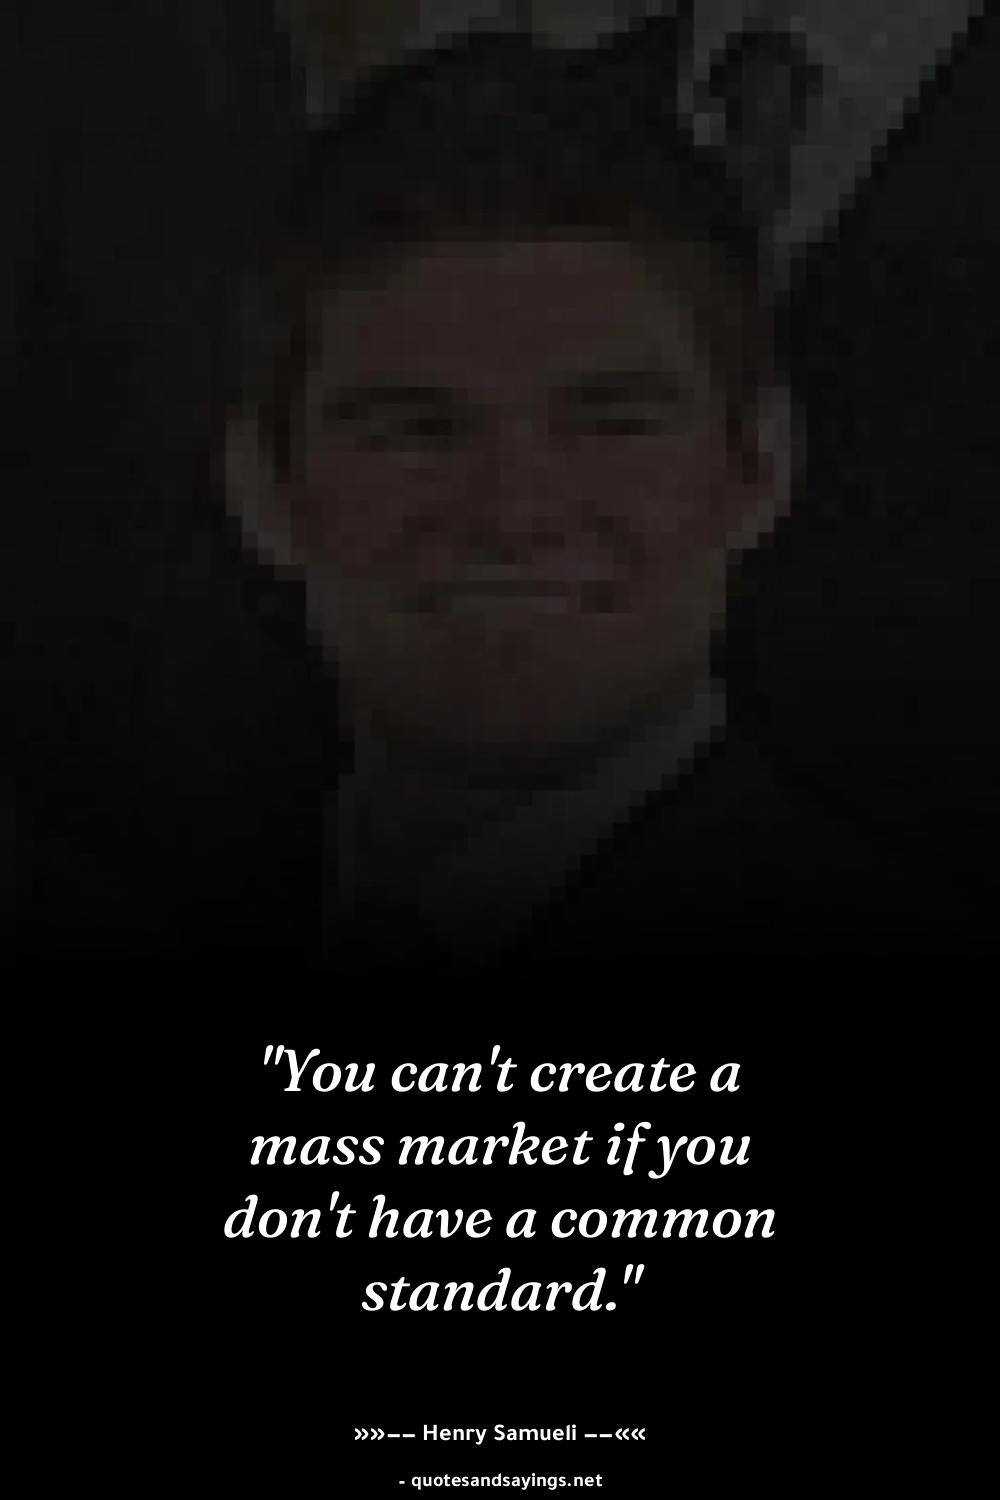 "You can't create a
mass market if you
don't have a common
standard."
»»−− Henry Samueli −−««
- quotesandsayings.net